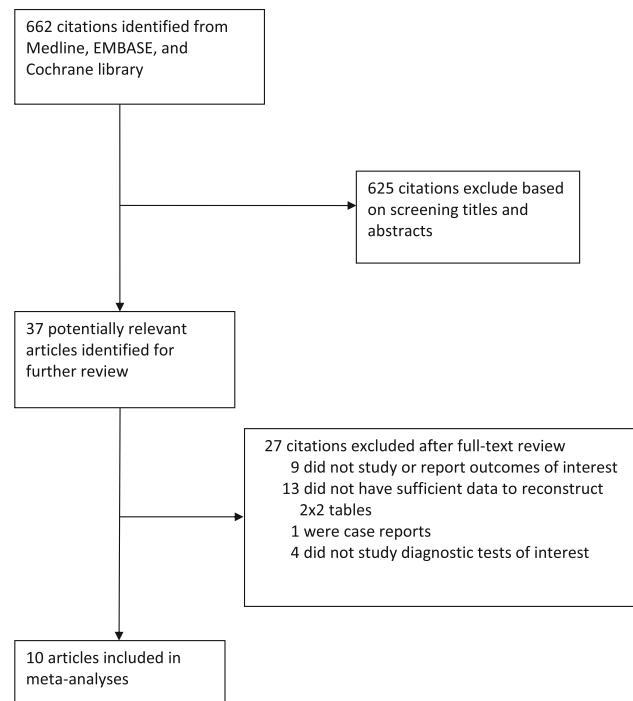 662 citations identified from
Medline, EMBASE, and
Cochrane library
625 citations exclude based
on screening titles and
abstracts
37 potentially relevant
articles identified for
further review
27 citations excluded after full-text review
9 did not study or report outcomes of interest
13 did not have sufficient data to reconstruct
2x2 tables
1 were case reports
4 did not study diagnostic tests of interest
10 articles included in
meta-analyses